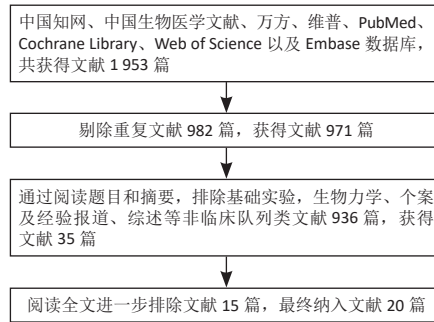 中国知网、中国生物医学文献、万方、维普、PubMed、
Cochrane Library、Web of Science 以及 Embase 数据库，
共获得文献 1 953 篇
剔除重复文献 982 篇，获得文献 971 篇
通过阅读题目和摘要，排除基础实验，生物力学、个案
及经验报道、综述等非临床队列类文献 936 篇，获得
文献 35 篇
阅读全文进一步排除文献 15 篇，最终纳入文献 20 篇